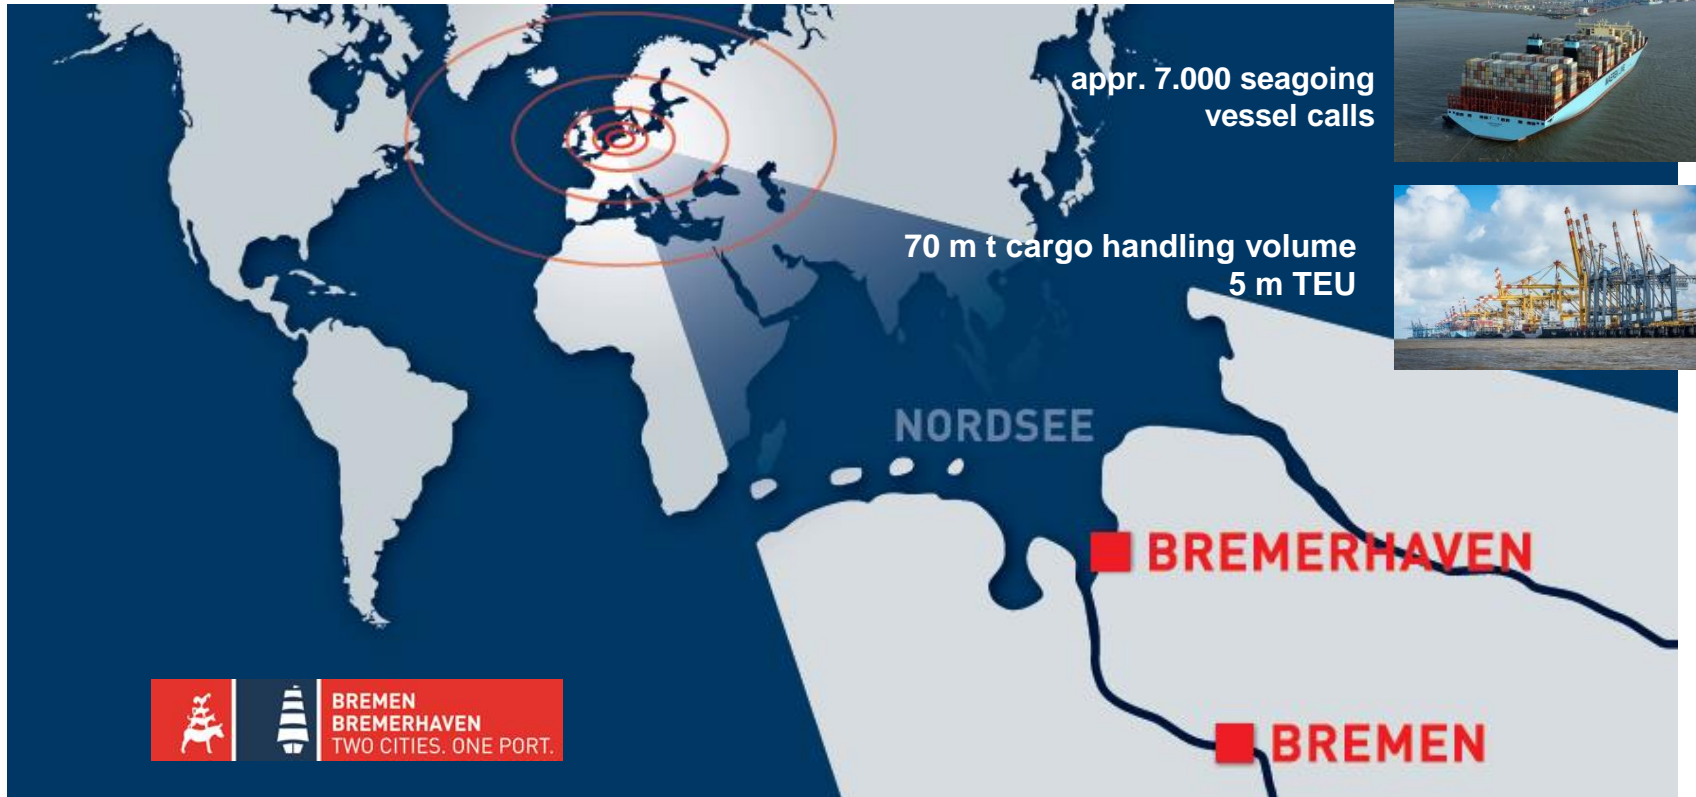 appr. 7.000 seagoing
vessel calls
70 m t cargo handling volume
5 m TEU
NORDSEE
BREMERHAVEN
BREMEN
BREMEN
BREMERHAVEN
TWO CITIES. ONE PORT.